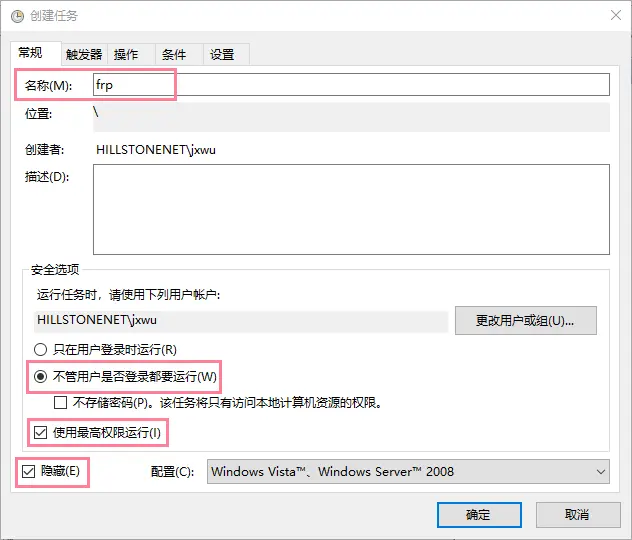 创建任务
常规 触发器 操作 条件 设置
名称(M): frp
位置: \
创建者: HILLSTONENET\jxwu
描述(D):
安全选项
运行任务时，请使用下列用户帐户:
HILLSTONENET\jxwu
更改用户或组(U)...
只在用户登录时运行(R)
不管用户是否登录都要运行(W)
不存储密码(P)。该任务将只有访问本地计算机资源的权限。
使用最高权限运行(I)
隐藏(E) 配置(C): Windows Vista™、Windows Server™ 2008
确定 取消